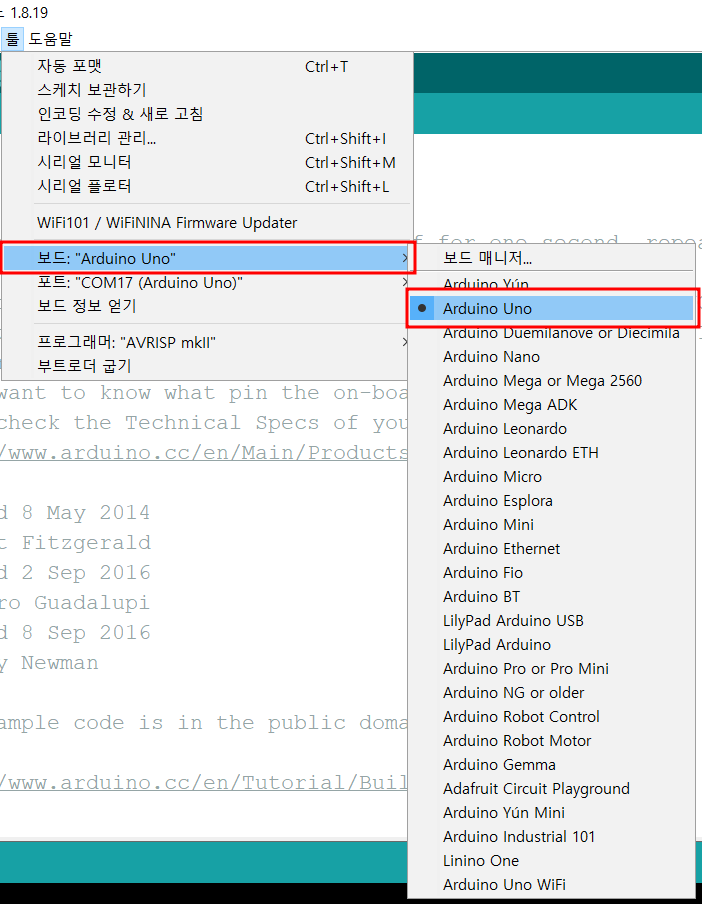 1.8.19
툴 도움말
자동 포맷 Ctrl+T
스케치 보관하기
인코딩 수정 & 새로 고침
라이브러리 관리... Ctrl+Shift+I
시리얼 모니터 Ctrl+Shift+M
시리얼 플로터 Ctrl+Shift+L
WiFi101 / WiFiNINA Firmware Updater
보드: "Arduino Uno"
포트: "COM17 (Arduino Uno)"
보드 정보 얻기
프로그래머: "AVRISP mkII"
부트로더 굽기
for one second, repea
보드 매니저...
Arduino Yún
Arduino Uno
Arduino Duemilanove or Diecimila
Arduino Nano
Arduino Mega or Mega 2560
Arduino Mega ADK
Arduino Leonardo
Arduino Leonardo ETH
Arduino Micro
Arduino Esplora
Arduino Mini
Arduino Ethernet
Arduino Fio
Arduino BT
LilyPad Arduino USB
LilyPad Arduino
Arduino Pro or Pro Mini
Arduino NG or older
Arduino Robot Control
Arduino Robot Motor
Arduino Gemma
Adafruit Circuit Playground
Arduino Yún Mini
Arduino Industrial 101
Linino One
Arduino Uno WiFi
want to know what pin the on-boa
check the Technical Specs of you
/www.arduino.cc/en/Main/Products
d 8 May 2014
t Fitzgerald
d 2 Sep 2016
ro Guadalupi
d 8 Sep 2016
y Newman
ample code is in the public doma
/www.arduino.cc/en/Tutorial/Buil